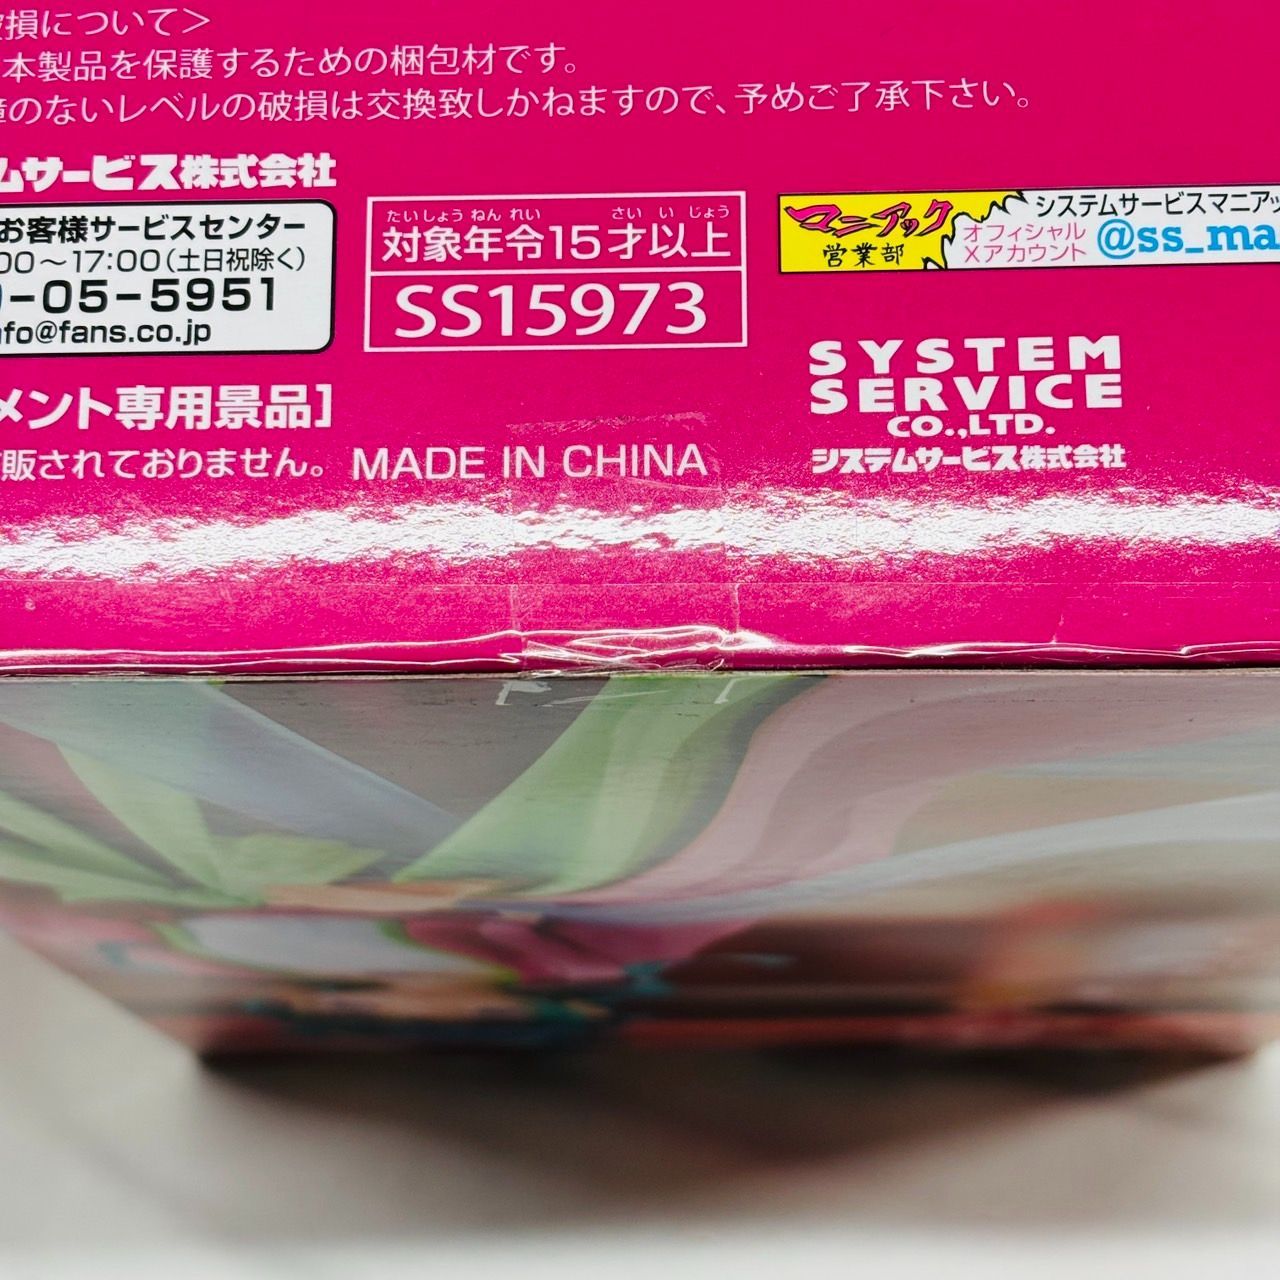 損について＞
本製品を保護するための梱包材です。
のないレベルの破損は交換致しかねますので、予めご了承下さい。
ムサービス株式会社
お客様サービスセンター
00～17:00(土日祝除く)
-05-5951
nfo@fans.co.jp
メント専用景品]
販されておりません。
たいしょう ねん れい さい い じょう
対象年令15才以上
SS15973
MADE IN CHINA
マニアック
営業部
システムサービスマニアッ
オフィシャル
Xアカウント
@ss_ma
SYSTEM
SERVICE
CO.,LTD.
システムサービス株式会社